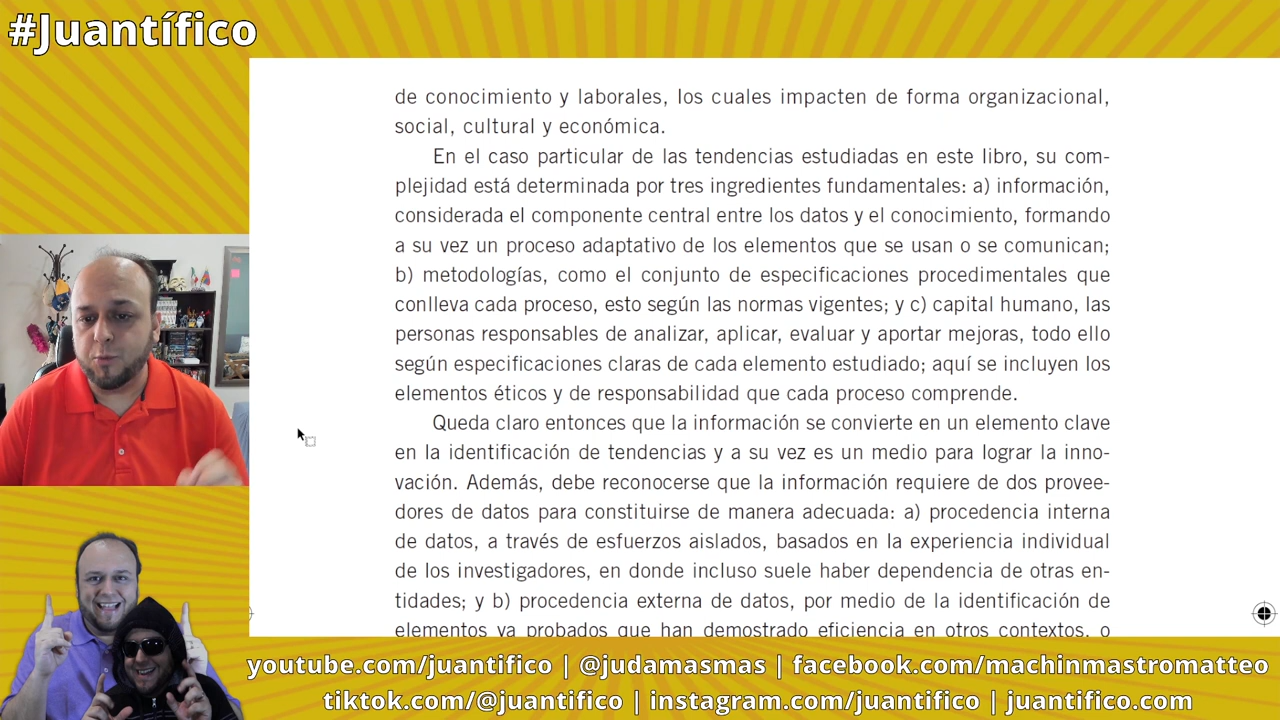 #Juantífico
de conocimiento y laborales, los cuales impacten de forma organizacional,
social, cultural y económica.
En el caso particular de las tendencias estudiadas en este libro, su com-
plejidad está determinada por tres ingredientes fundamentales: a) información,
considerada el componente central entre los datos y el conocimiento, formando
a su vez un proceso adaptativo de los elementos que se usan o se comunican;
b) metodologías, como el conjunto de especificaciones procedimentales que
conlleva cada proceso, esto según las normas vigentes; y c) capital humano, las
personas responsables de analizar, aplicar, evaluar y aportar mejoras, todo ello
según especificaciones claras de cada elemento estudiado; aquí se incluyen los
elementos éticos y de responsabilidad que cada proceso comprende.
Queda claro entonces que la información se convierte en un elemento clave
en la identificación de tendencias y a su vez es un medio para lograr la inno-
vación. Además, debe reconocerse que la información requiere de dos provee-
dores de datos para constituirse de manera adecuada: a) procedencia interna
de datos, a través de esfuerzos aislados, basados en la experiencia individual
de los investigadores, en donde incluso suele haber dependencia de otras en-
tidades; y b) procedencia externa de datos, por medio de la identificación de
elementos ya probados que han demostrado eficiencia en otros contextos, o
youtube.com/juantifico | @judamasmas | facebook.com/machinmastromatteo
tiktok.com/@juantifico | instagram.com/juantifico | juantifico.com